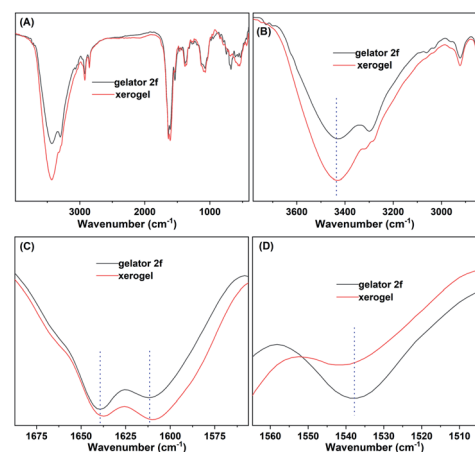 (A)
gelator 2f
xerogel
3000 2000 1000
Wavenumber (cm-1)
(B)
gelator 2f
xerogel
3600 3400 3200 3000
Wavenumber (cm-1)
(C)
gelator 2f
xerogel
1675 1650 1625 1600 1575
Wavenumber (cm-1)
(D)
gelator 2f
xerogel
1560 1550 1540 1530 1520 1510
Wavenumber (cm-1)